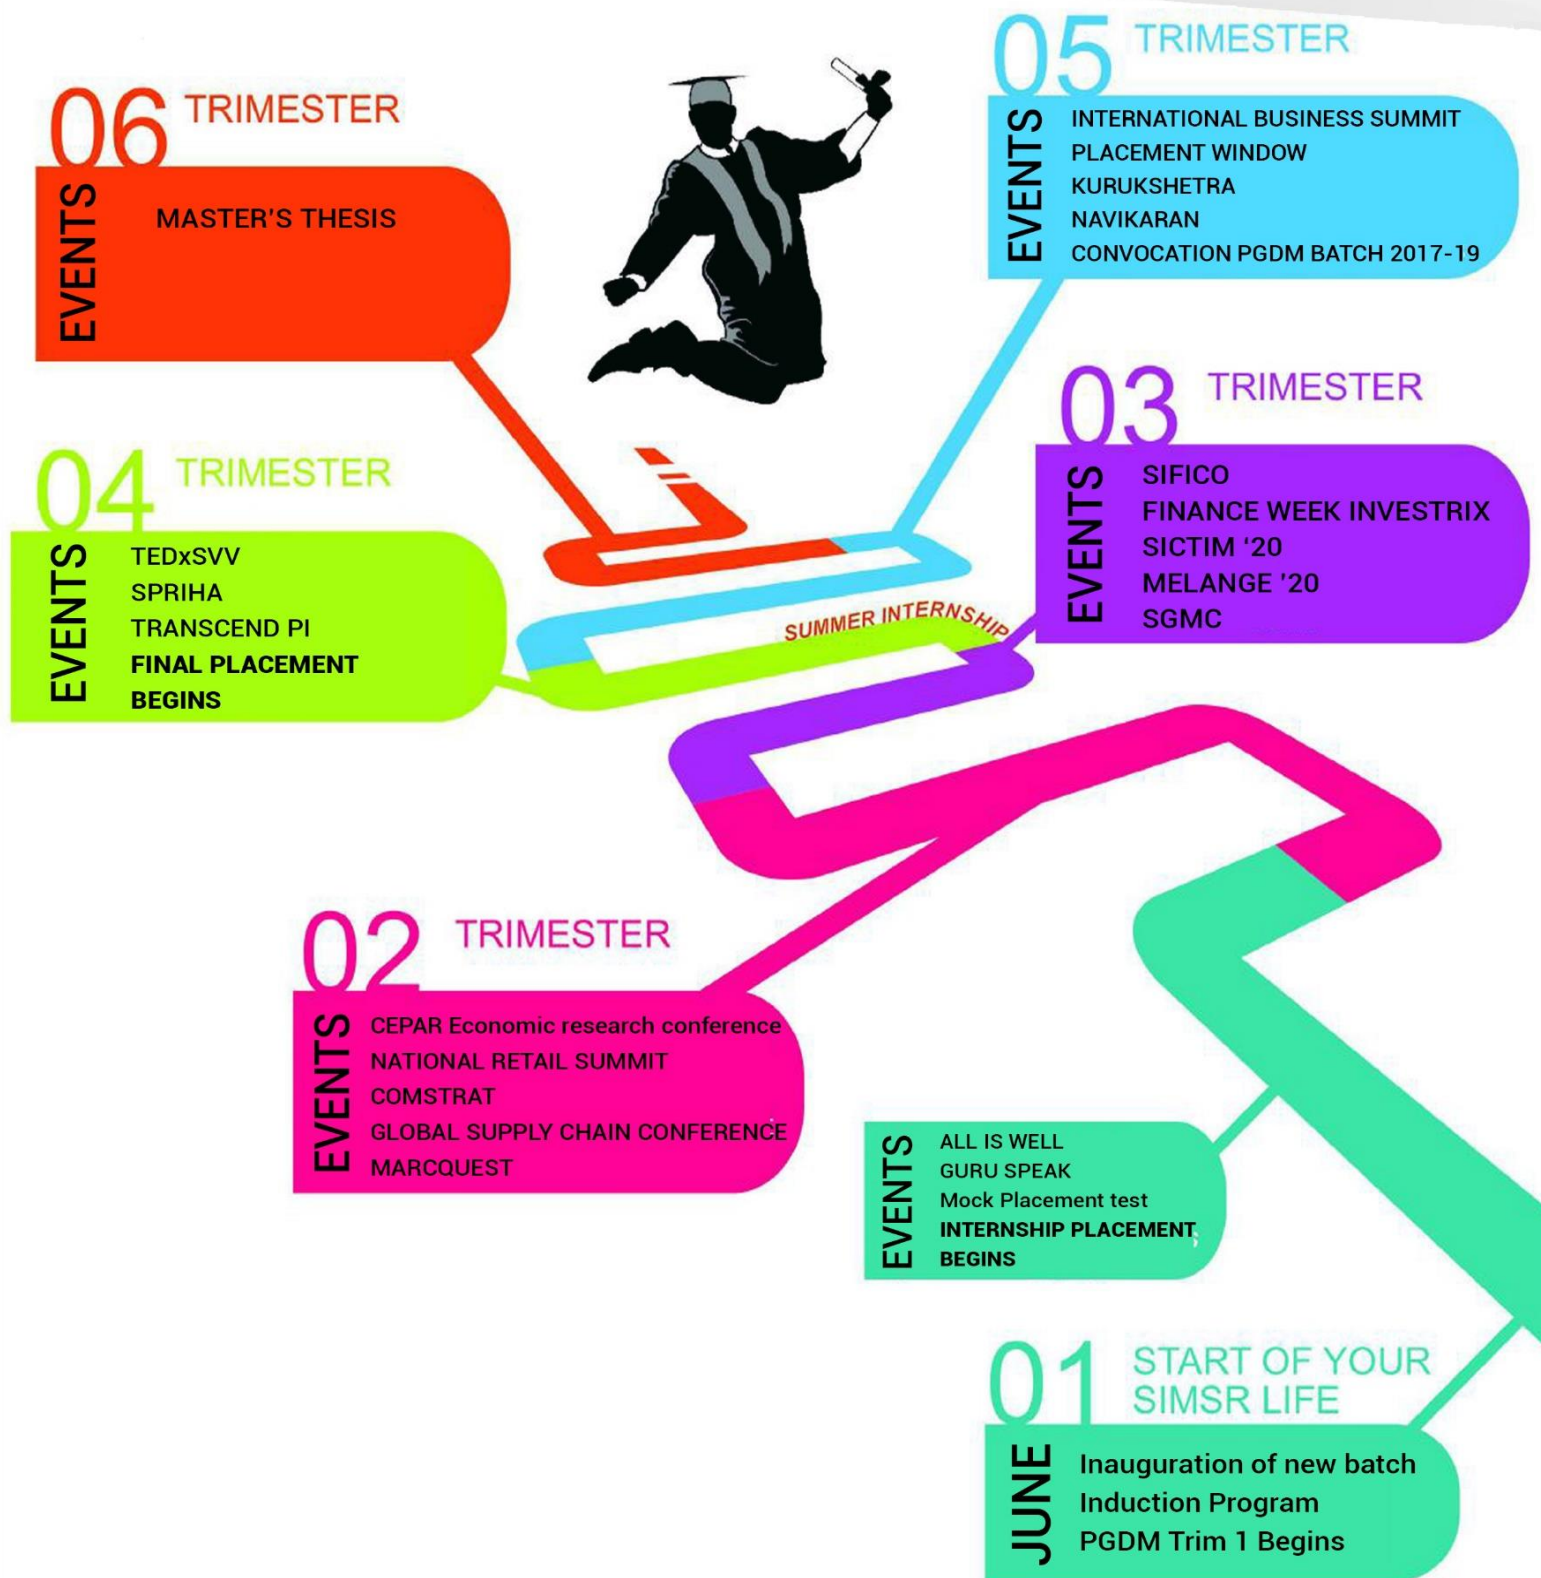 06 TRIMESTER
EVENTS
MASTER'S THESIS
05 TRIMESTER
EVENTS
INTERNATIONAL BUSINESS SUMMIT
PLACEMENT WINDOW
KURUKSHETRA
NAVIKARAN
CONVOCATION PGDM BATCH 2017-19
04 TRIMESTER
EVENTS
TEDxSVV
SPRIHA
TRANSCEND PI
FINAL PLACEMENT
BEGINS
03 TRIMESTER
EVENTS
SIFICO
FINANCE WEEK INVESTRIX
SICTIM ‘20
MELANGE ’20
SGMC
SUMMER INTERNSHIP
02 TRIMESTER
EVENTS
CEPAR Economic research conference
NATIONAL RETAIL SUMMIT
COMSTRAT
GLOBAL SUPPLY CHAIN CONFERENCE
MARCQUEST
EVENTS
ALL IS WELL
GURU SPEAK
Mock Placement test
INTERNSHIP PLACEMENT
BEGINS
01 START OF YOUR
SIMSR LIFE
JUNE
Inauguration of new batch
Induction Program
PGDM Trim 1 Begins